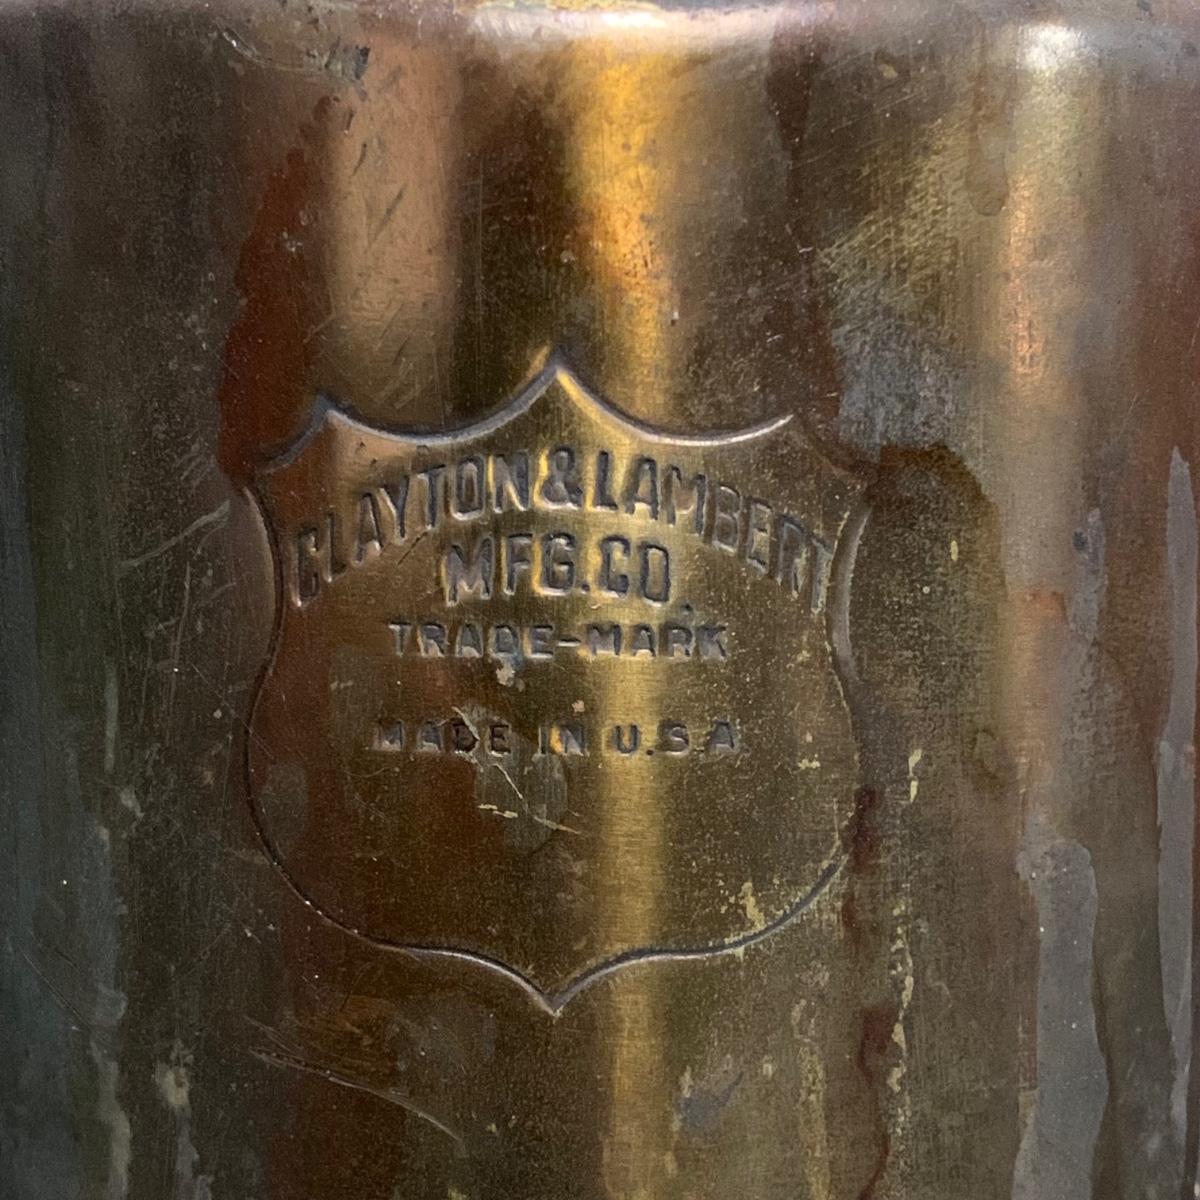 CLAYTON & LAMBERT
MFG. CO.
TRADE-MARK
MADE IN U.S.A.